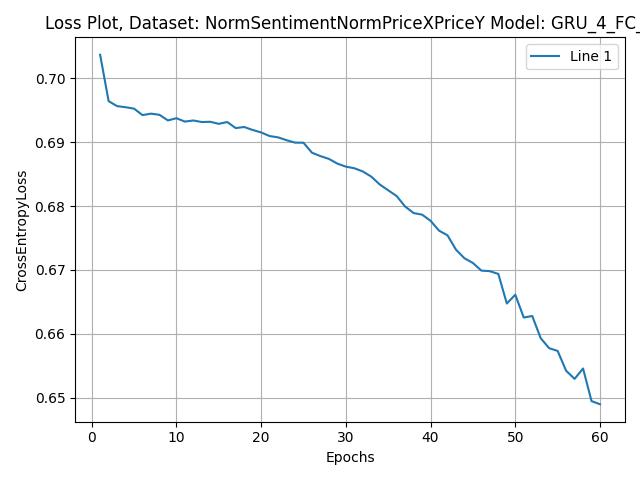 Loss Plot, Dataset: NormSentimentNormPriceXPriceY Model: GRU_4_FC_
Line 1
CrossEntropyLoss
0.70
0.69
0.68
0.67
0.66
0.65
0 10 20 30 40 50 60
Epochs